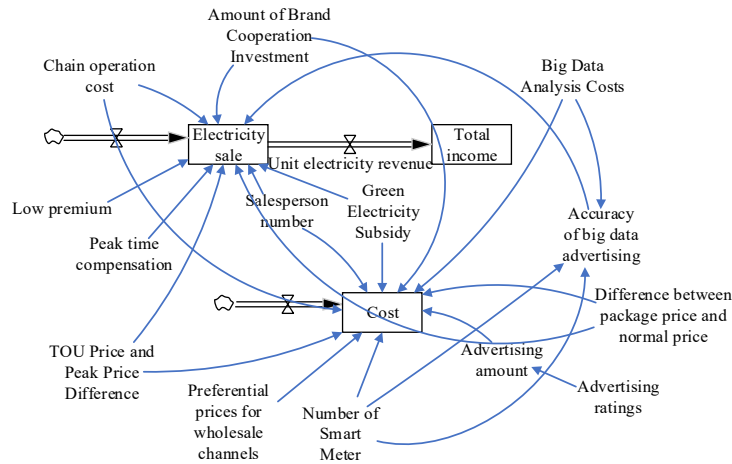 Amount of Brand
Cooperation
Investment
Chain operation
cost
Big Data
Analysis Costs
Electricity
sale
Total
income
Unit electricity revenue
Low premium
Salesperson
number
Green
Electricity
Subsidy
Peak time
compensation
Accuracy
of big data
advertising
Cost
Difference between
package price and
normal price
TOU Price and
Peak Price
Difference
Advertising
amount
Preferential
prices for
wholesale
channels
Number of
Smart
Meter
Advertising
ratings